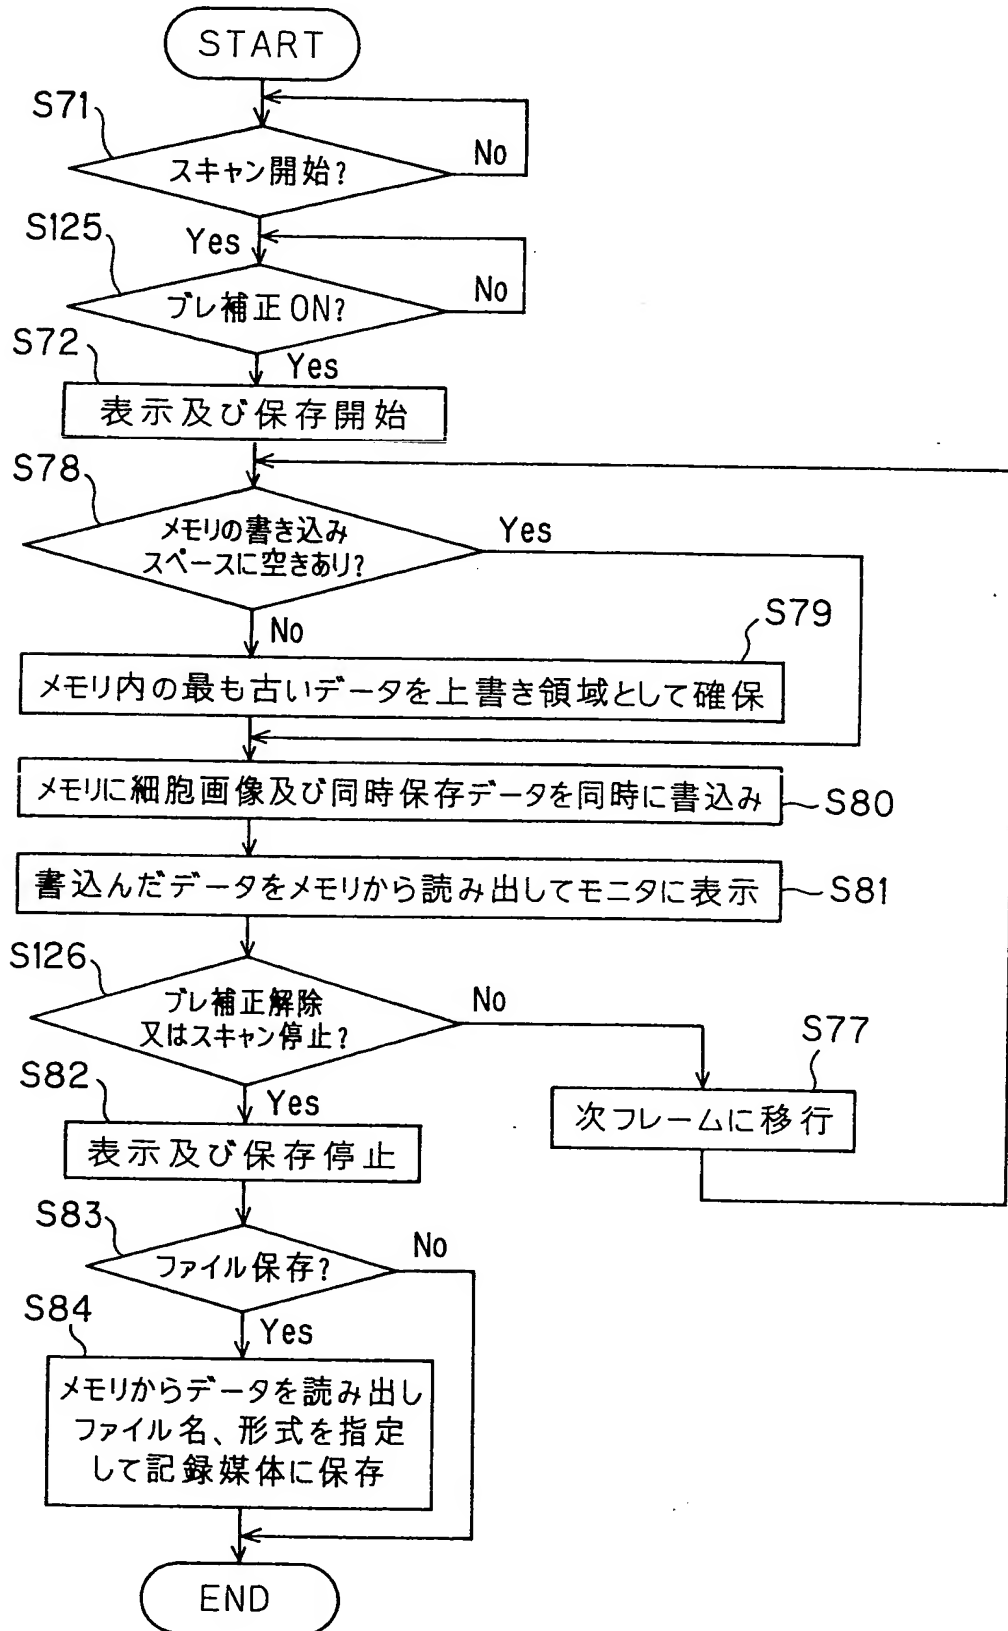 START
S71
スキャン開始?
No
S125
Yes
ブレ補正ON?
No
S72
Yes
表示及び保存開始
S78
メモリの書き込み
スペースに空きあり?
Yes
No
S79
メモリ内の最も古いデータを上書き領域として確保
メモリに細胞画像及び同時保存データを同時に書込み
S80
書込んだデータをメモリから読み出してモニタに表示
S81
S126
ブレ補正解除
又はスキャン停止?
No
S77
次フレームに移行
S82
Yes
表示及び保存停止
S83
ファイル保存?
No
S84
Yes
メモリからデータを読み出し
ファイル名、形式を指定
して記録媒体に保存
END